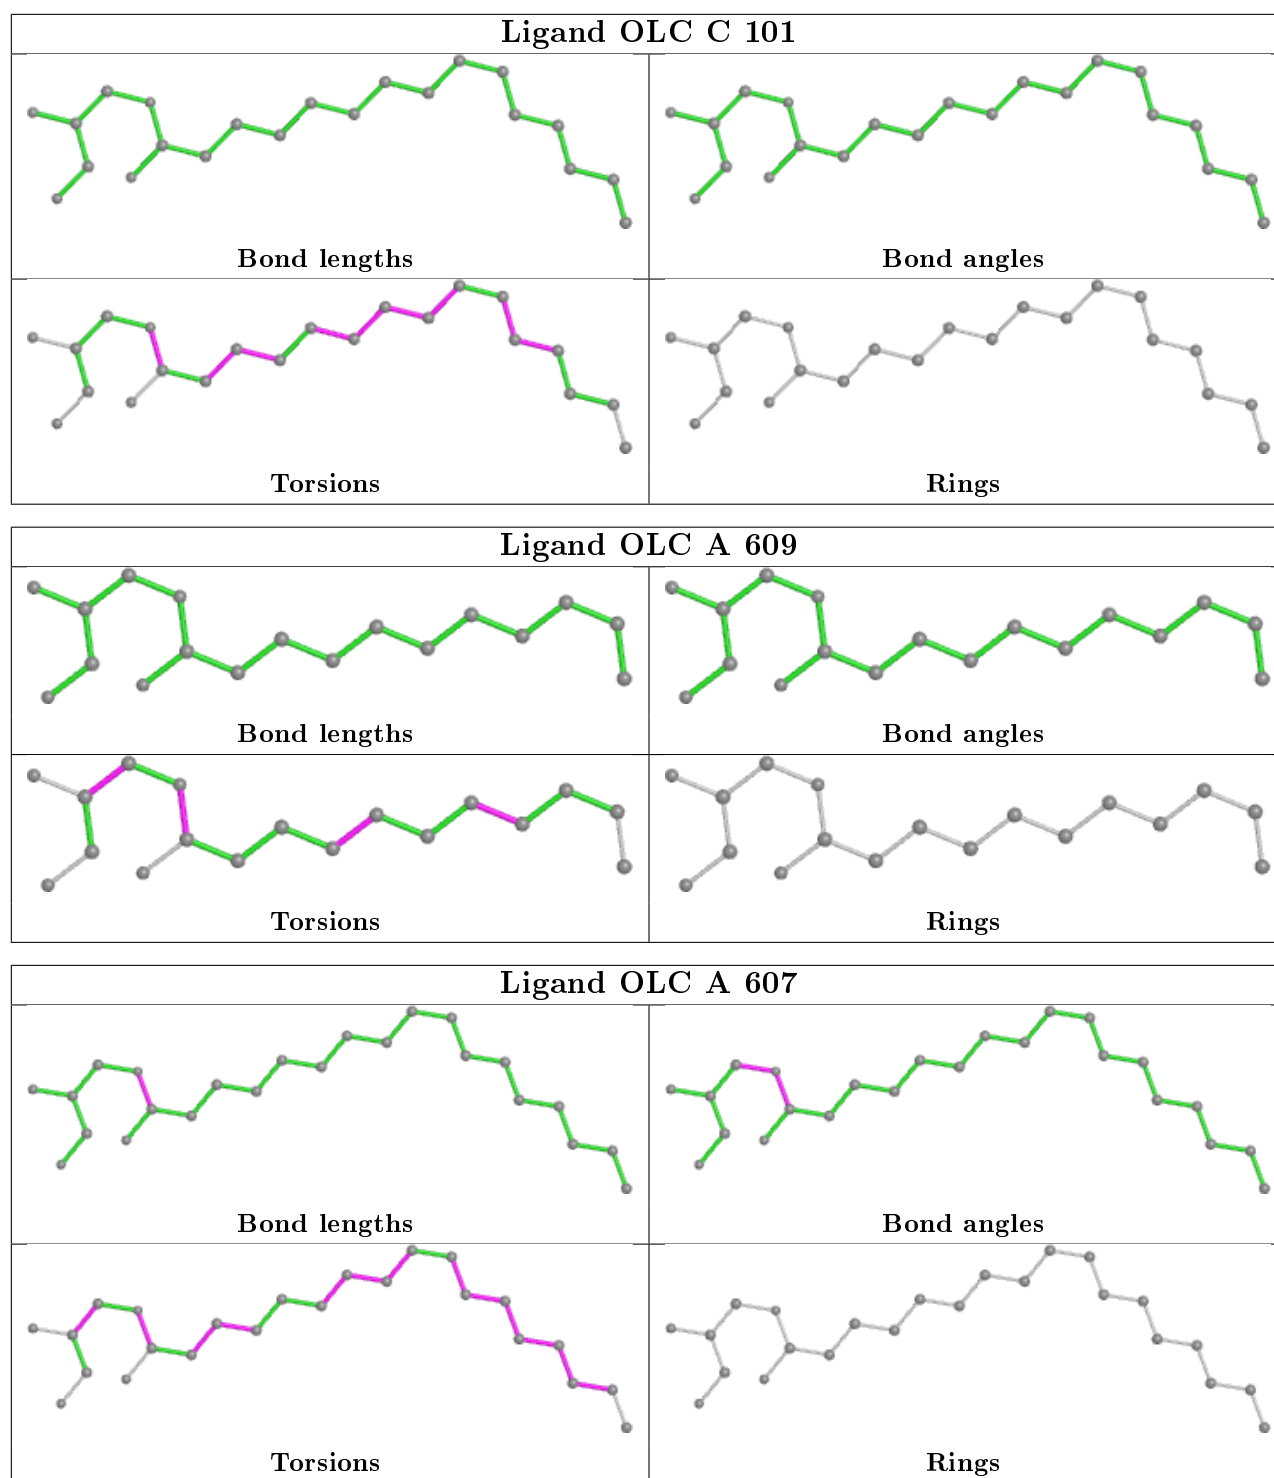 Ligand OLC C 101
Bond lengths
Bond angles
Torsions
Rings
Ligand OLC A 609
Bond lengths
Bond angles
Torsions
Rings
Ligand OLC A 607
Bond lengths
Bond angles
Torsions
Rings